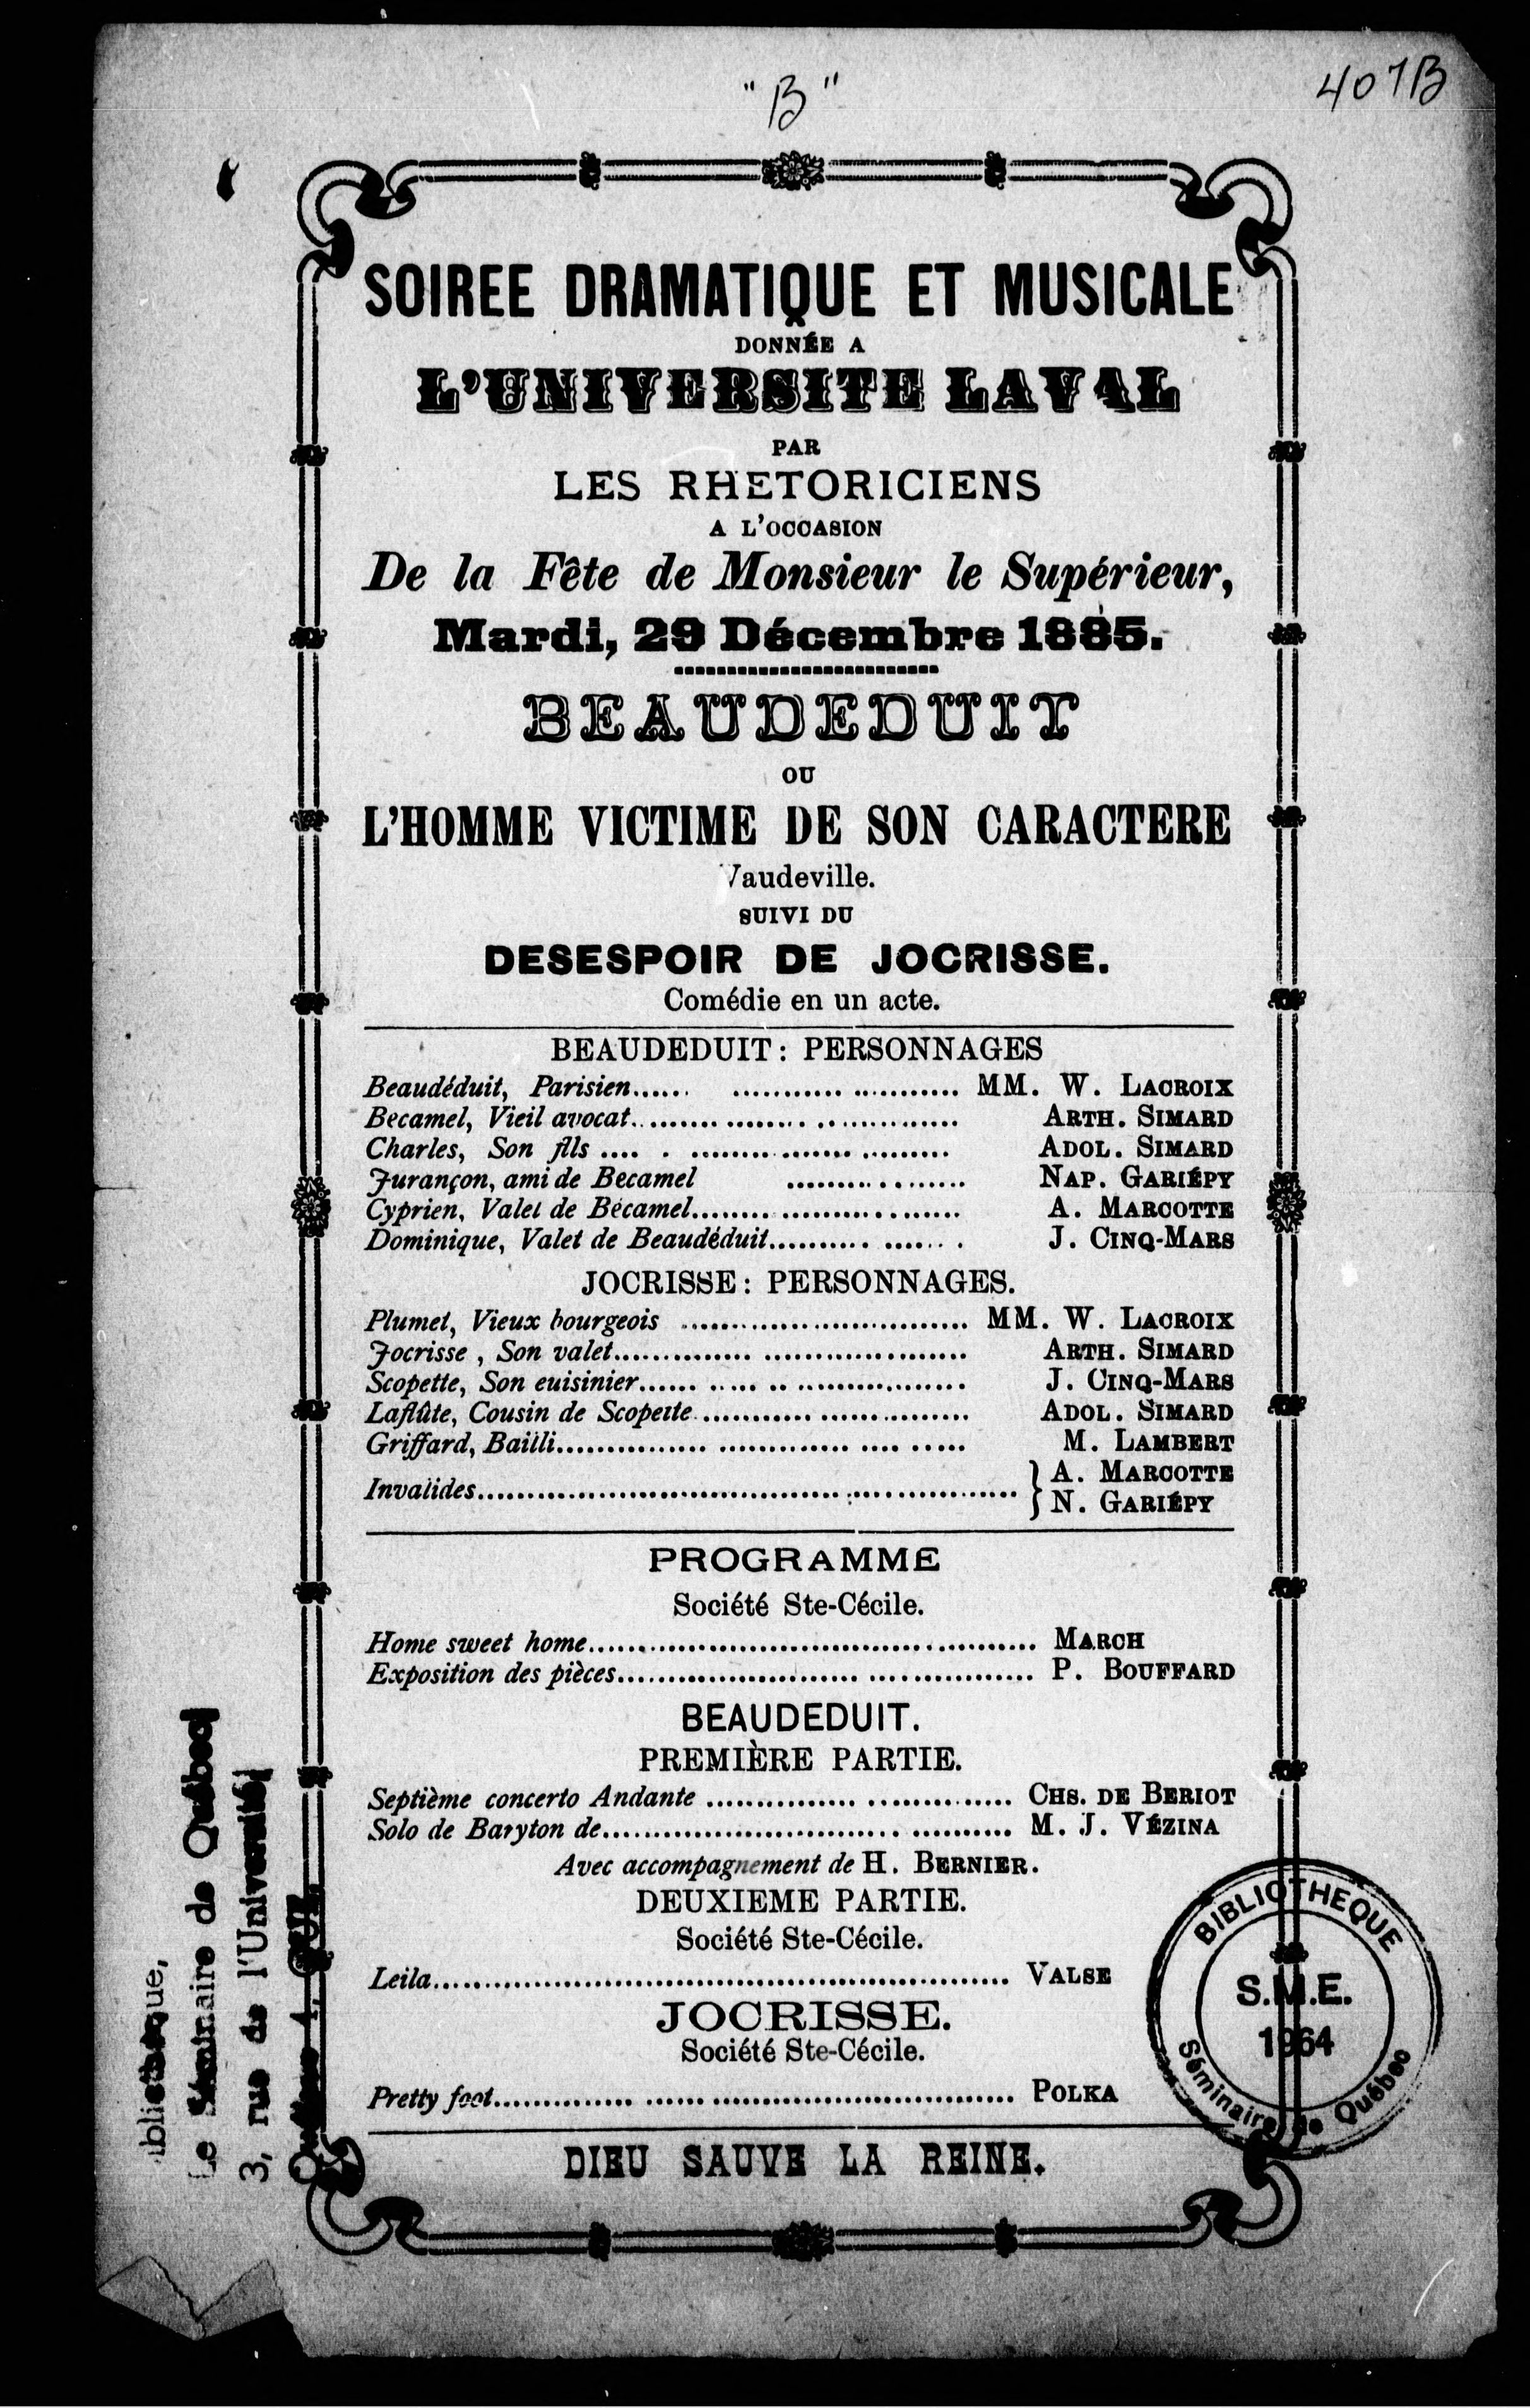 "B"
407B
SOIREE DRAMATIQUE ET MUSICALE
DONNÉE A
L'UNIVERSITE LAVAL
PAR
LES RHETORICIENS
A L'OCCASION
De la Fête de Monsieur le Supérieur,
Mardi, 29 Décembre 1885.
BEAUDEDUIT
OU
L'HOMME VICTIME DE SON CARACTERE
Vaudeville.
SUIVI DU
DESESPOIR DE JOCRISSE.
Comédie en un acte.
BEAUDEDUIT: PERSONNAGES
Beaudéduit, Parisien...... ........... ........... MM. W. LACROIX
Becamel, Vieil avocat.......... ........ .............. ARTH. SIMARD
Charles, Son fils .... . ................ ......... ADOL. SIMARD
Jurançon, ami de Becamel .................. NAP. GARIÉPY
Cyprien, Valet de Bécamel........ .................. A. MARCOTTE
Dominique, Valet de Beaudéduit.......... ....... . J. CINQ-MARS
JOCRISSE: PERSONNAGES.
Plumet, Vieux bourgeois .............................. MM. W. LACROIX
Jocrisse , Son valet.............. .................... ARTH. SIMARD
Scopette, Son euisinier...... ..... .. ................. J. CINQ-MARS
Laflûte, Cousin de Scopette............ ............... ADOL. SIMARD
Griffard, Bailli............... ............. .... ..... M. LAMBERT
Invalides...................................................... } A. MARCOTTE
N. GARIÉPY
PROGRAMME
Société Ste-Cécile.
Home sweet home............................................. MARCH
Exposition des pièces........................ ................. P. BOUFFARD
BEAUDEDUIT.
PREMIÈRE PARTIE.
Septième concerto Andante ............... ............... CHS. DE BERIOT
Solo de Baryton de.............................. .......... M. J. VÉZINA
Avec accompagnement de H. BERNIER.
DEUXIEME PARTIE.
Société Ste-Cécile.
Leila.......................................................... VALSE
JOCRISSE.
Société Ste-Cécile.
Pretty foot.............. ...... .............................. POLKA
DIEU SAUVE LA REINE.
BIBLIOTHEQUE
S.M.E.
1964
Séminaire de Québec
Le Séminaire de Québec
3, rue de l'Université,